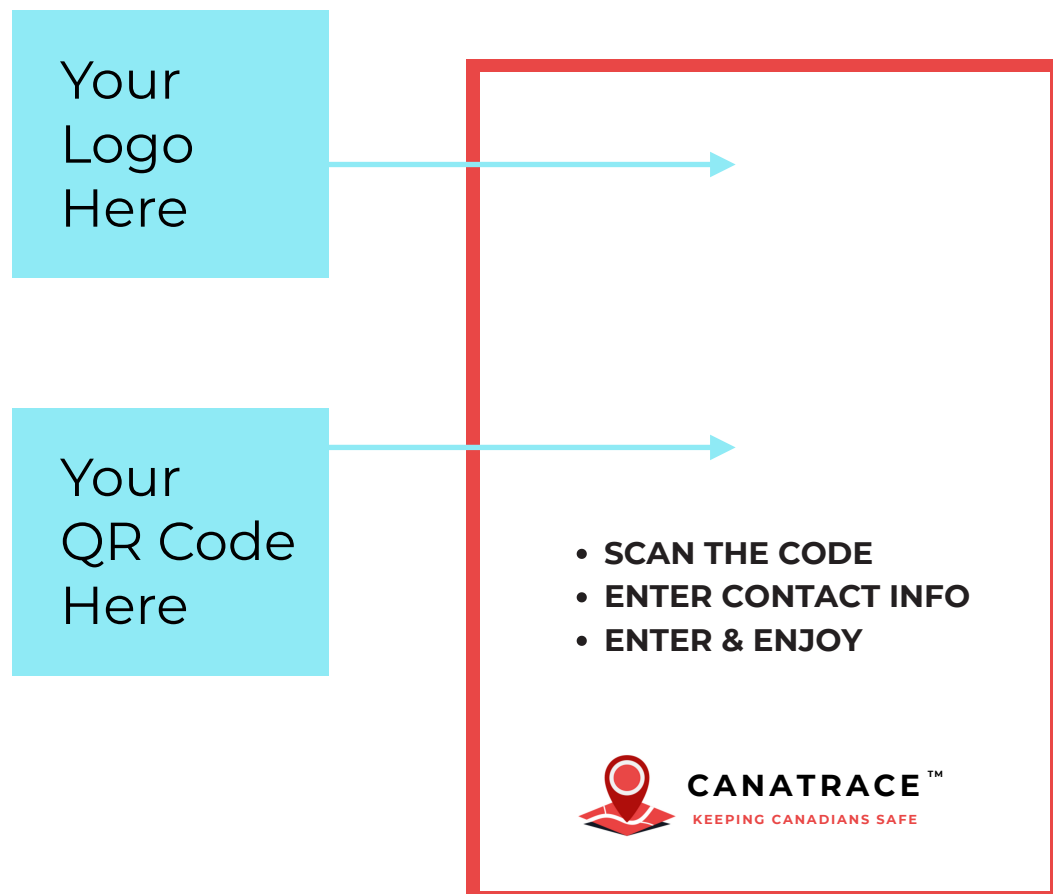 Your
Logo
Here
Your
QR Code
Here
• SCAN THE CODE
• ENTER CONTACT INFO
• ENTER & ENJOY
CANATRACE™
KEEPING CANADIANS SAFE